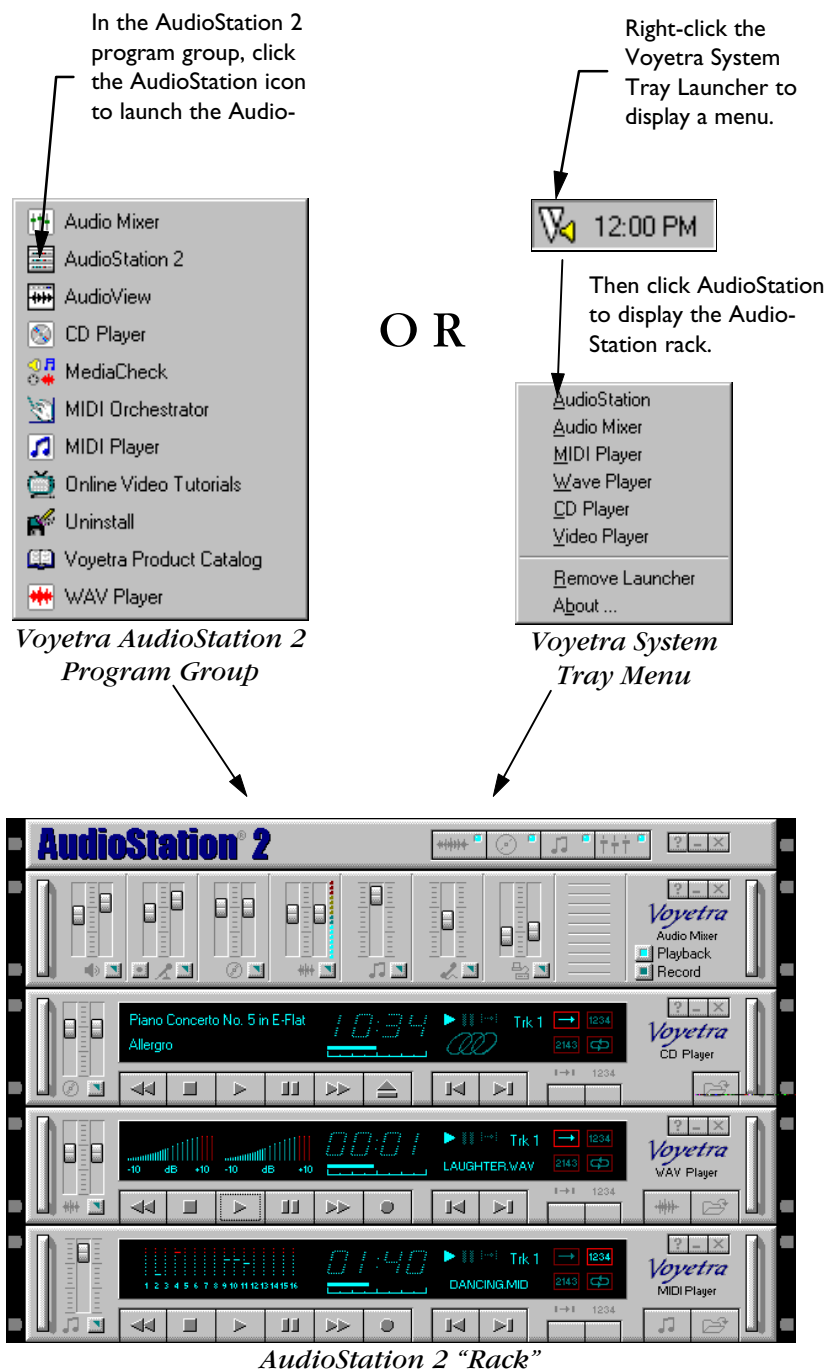 In the AudioStation 2
program group, click
the AudioStation icon
to launch the Audio-
Right-click the
Voyetra System
Tray Launcher to
display a menu.
Audio Mixer
AudioStation 2
AudioView
CD Player
MediaCheck
MIDI Orchestrator
MIDI Player
Online Video Tutorials
Uninstall
Voyetra Product Catalog
WAV Player
Voyetra AudioStation 2
Program Group
O R
12:00 PM
Then click AudioStation
to display the Audio-
Station rack.
AudioStation
Audio Mixer
MIDI Player
Wave Player
CD Player
Video Player
Remove Launcher
About ...
Voyetra System
Tray Menu
AudioStation® 2
? - X
? - X
Voyetra
Audio Mixer
Playback
Record
Piano Concerto No. 5 in E-Flat
Allergro
10:34
Trk 1
1234
2143
1234
? - X
Voyetra
CD Player
-10 dB +10
-10 dB +10
00:01
Trk 1
LAUGHTER.WAV
1234
2143
1234
? - X
Voyetra
WAV Player
1 2 3 4 5 6 7 8 9 10 11 12 13 14 15 16
01:40
Trk 1
DANCING.MID
1234
2143
1234
? - X
Voyetra
MIDI Player
AudioStation 2 “Rack”